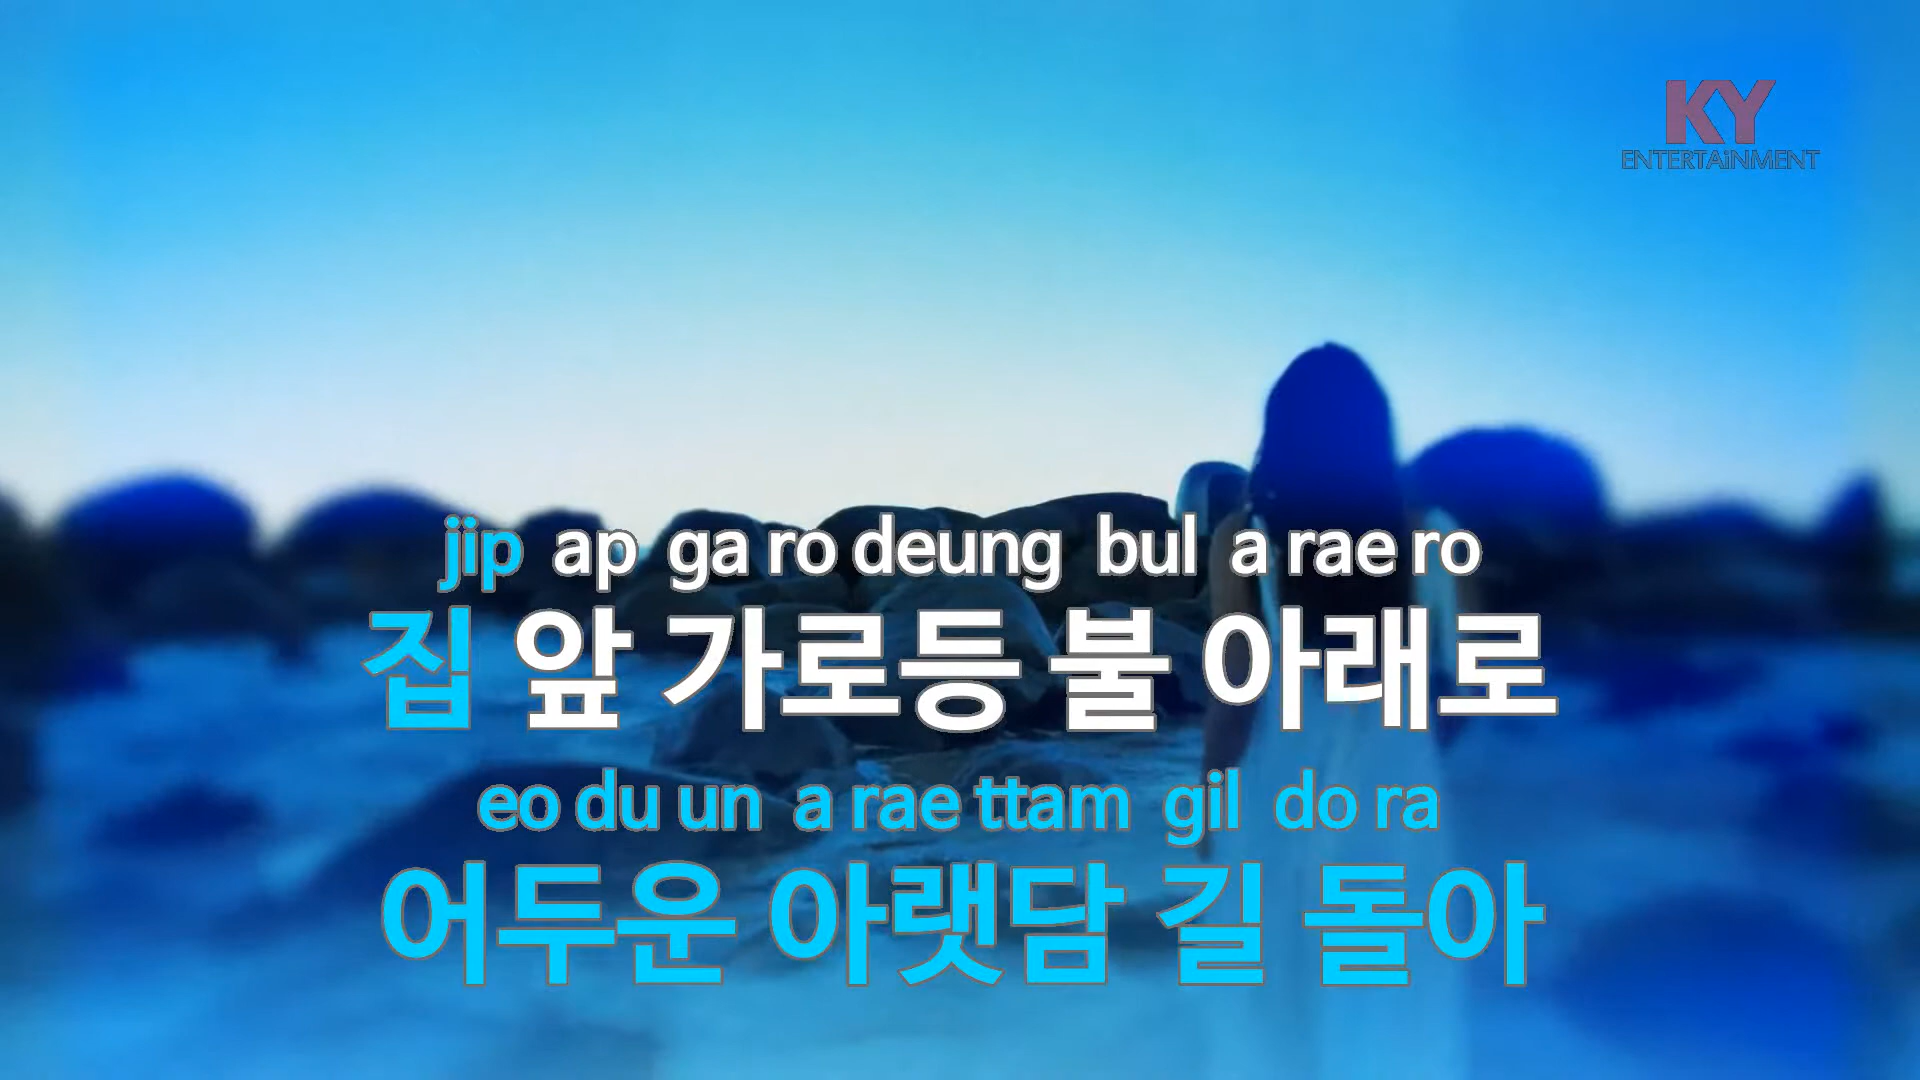 KY
ENTERTAiNMENT
jip ap ga ro deung bul a rae ro
집 앞 가로등 불 아래로
eo du un a rae ttam gil do ra
어두운 아랫담 길 돌아